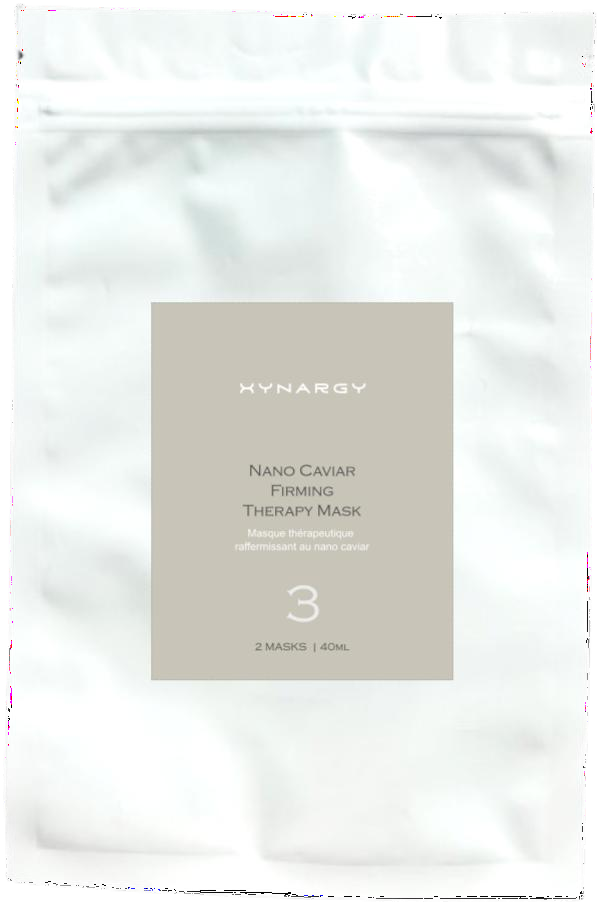 XYNARGY
NANO CAVIAR
FIRMING
THERAPY MASK
Masque thérapeutique
raffermissant au nano caviar
3
2 MASKS | 40ML